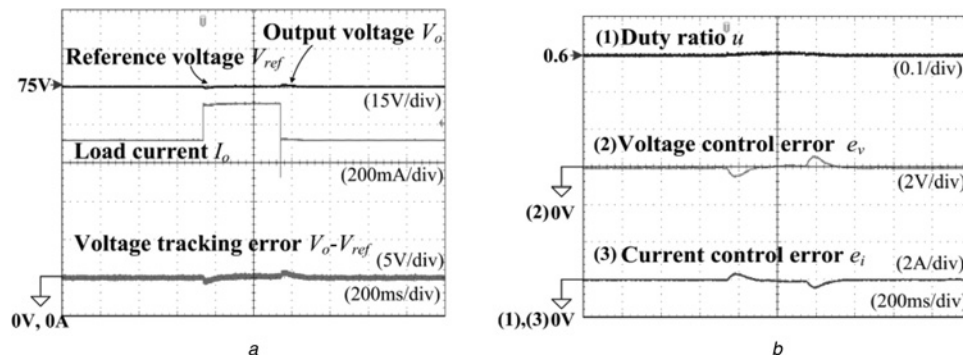 Output voltage Vo
Reference voltage Vref
75V
(15V/div)
Load current Io
(200mA/div)
Voltage tracking error Vo-Vref
(5V/div)
(200ms/div)
0V, 0A
a
(1)Duty ratio u
0.6
(0.1/div)
(2)Voltage control error ev
(2V/div)
(2)0V
(3) Current control error ei
(2A/div)
(200ms/div)
(1),(3)0V
b